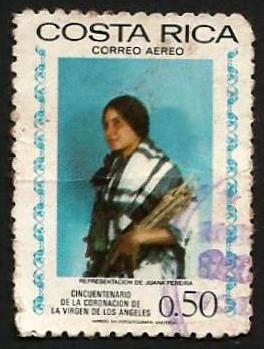 COSTA RICA
CORREO AEREO
REPRESENTACION DE JUANA PEREIRA
CINCUENTENARIO
DE LA CORONACION DE
LA VIRGEN DE LOS ANGELES
0.50